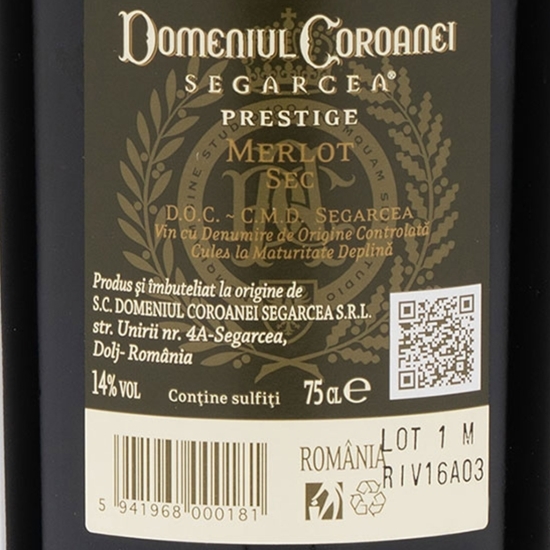 Domeniul Coroanei
SEGARCEA®
PRESTIGE
MERLOT
SEC
D.O.C. ~ C.M.D. SEGARCEA
Vin cu Denumire de Origine Controlată
Cules la Maturitate Deplină
Produs și îmbuteliat la origine de
S.C. DOMENIUL COROANEI SEGARCEA S.R.L.
str. Unirii nr. 4A-Segarcea,
Dolj- România
14% VOL
Conţine sulfiţi
75 CL e
ROMÂNIA
LOT 1 M
RIV16A03
5 941968 000181